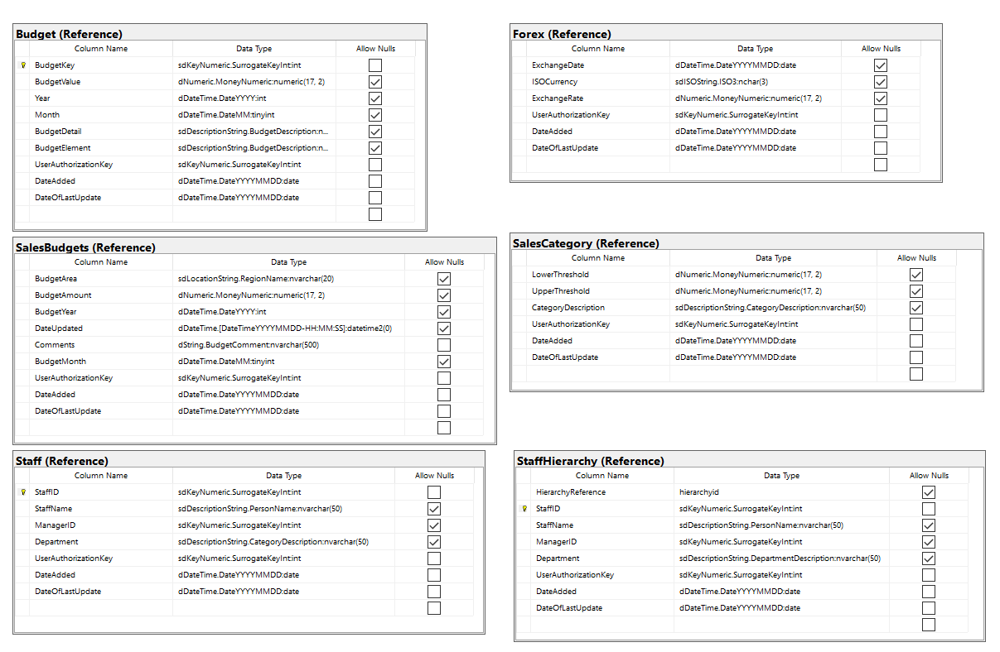 Budget (Reference)
Column Name Data Type Allow Nulls
BudgetKey sdKeyNumeric.SurrogateKeyInt:int
BudgetValue dNumeric.MoneyNumeric:numeric(17, 2)
Year dDateTime.DateYYYY:int
Month dDateTime.DateMM:tinyint
BudgetDetail sdDescriptionString.BudgetDescription:n...
BudgetElement sdDescriptionString.BudgetDescription:n...
UserAuthorizationKey sdKeyNumeric.SurrogateKeyInt:int
DateAdded dDateTime.DateYYYYMMDD:date
DateOfLastUpdate dDateTime.DateYYYYMMDD:date
Forex (Reference)
Column Name Data Type Allow Nulls
ExchangeDate dDateTime.DateYYYYMMDD:date
ISOCurrency sdISOString.ISO3:nchar(3)
ExchangeRate dNumeric.MoneyNumeric:numeric(17, 2)
UserAuthorizationKey sdKeyNumeric.SurrogateKeyInt:int
DateAdded dDateTime.DateYYYYMMDD:date
DateOfLastUpdate dDateTime.DateYYYYMMDD:date
SalesBudgets (Reference)
Column Name Data Type Allow Nulls
BudgetArea sdLocationString.RegionName:nvarchar(20)
BudgetAmount dNumeric.MoneyNumeric:numeric(17, 2)
BudgetYear dDateTime.DateYYYY:int
DateUpdated dDateTime.[DateTimeYYYYMMDD-HH:MM:SS]:datetime2(0)
Comments dString.BudgetComment:nvarchar(500)
BudgetMonth dDateTime.DateMM:tinyint
UserAuthorizationKey sdKeyNumeric.SurrogateKeyInt:int
DateAdded dDateTime.DateYYYYMMDD:date
DateOfLastUpdate dDateTime.DateYYYYMMDD:date
SalesCategory (Reference)
Column Name Data Type Allow Nulls
LowerThreshold dNumeric.MoneyNumeric:numeric(17, 2)
UpperThreshold dNumeric.MoneyNumeric:numeric(17, 2)
CategoryDescription sdDescriptionString.CategoryDescription:nvarchar(50)
UserAuthorizationKey sdKeyNumeric.SurrogateKeyInt:int
DateAdded dDateTime.DateYYYYMMDD:date
DateOfLastUpdate dDateTime.DateYYYYMMDD:date
Staff (Reference)
Column Name Data Type Allow Nulls
StaffID sdKeyNumeric.SurrogateKeyInt:int
StaffName sdDescriptionString.PersonName:nvarchar(50)
ManagerID sdKeyNumeric.SurrogateKeyInt:int
Department sdDescriptionString.CategoryDescription:nvarchar(50)
UserAuthorizationKey sdKeyNumeric.SurrogateKeyInt:int
DateAdded dDateTime.DateYYYYMMDD:date
DateOfLastUpdate dDateTime.DateYYYYMMDD:date
StaffHierarchy (Reference)
Column Name Data Type Allow Nulls
HierarchyReference hierarchyid
StaffID sdKeyNumeric.SurrogateKeyInt:int
StaffName sdDescriptionString.PersonName:nvarchar(50)
ManagerID sdKeyNumeric.SurrogateKeyInt:int
Department sdDescriptionString.DepartmentDescription:nvarchar(50)
UserAuthorizationKey sdKeyNumeric.SurrogateKeyInt:int
DateAdded dDateTime.DateYYYYMMDD:date
DateOfLastUpdate dDateTime.DateYYYYMMDD:date